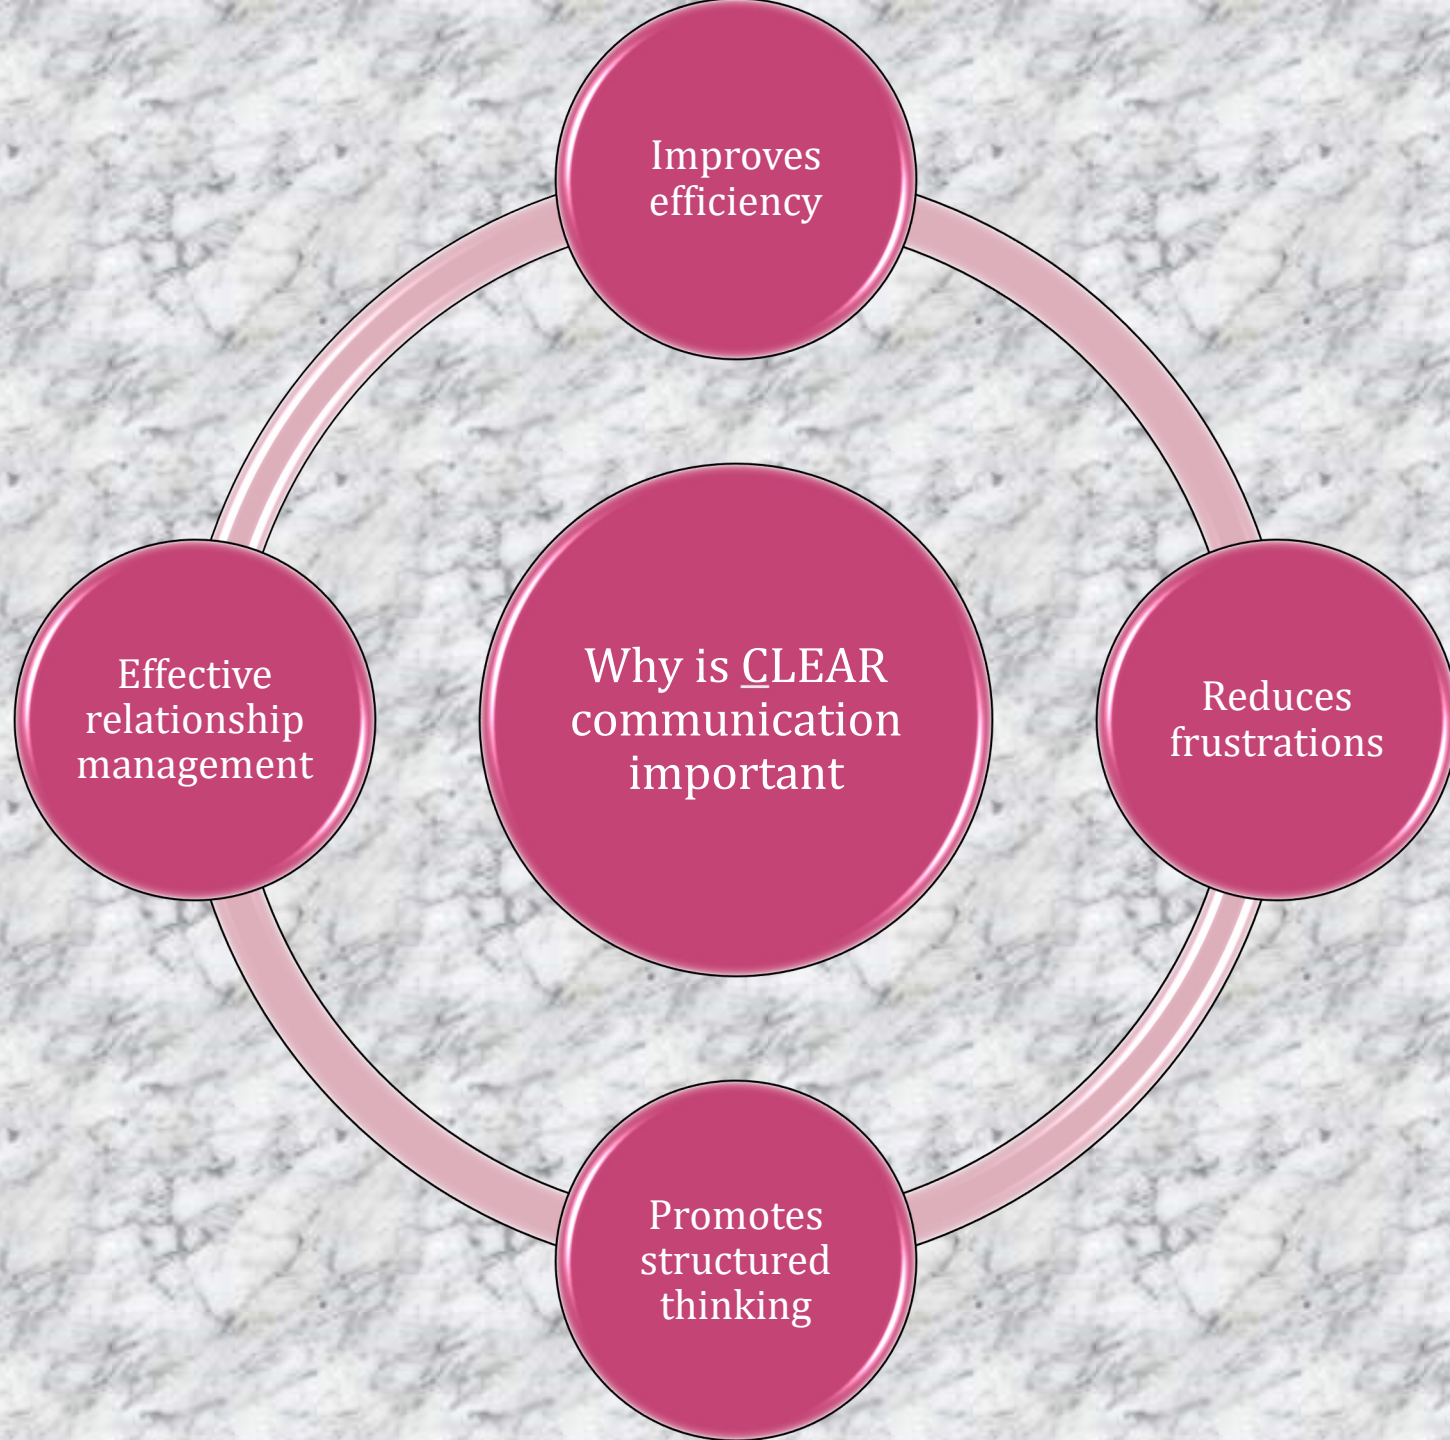 Improves
efficiency
Effective
relationship
management
Why is CLEAR
communication
important
Reduces
frustrations
Promotes
structured
thinking